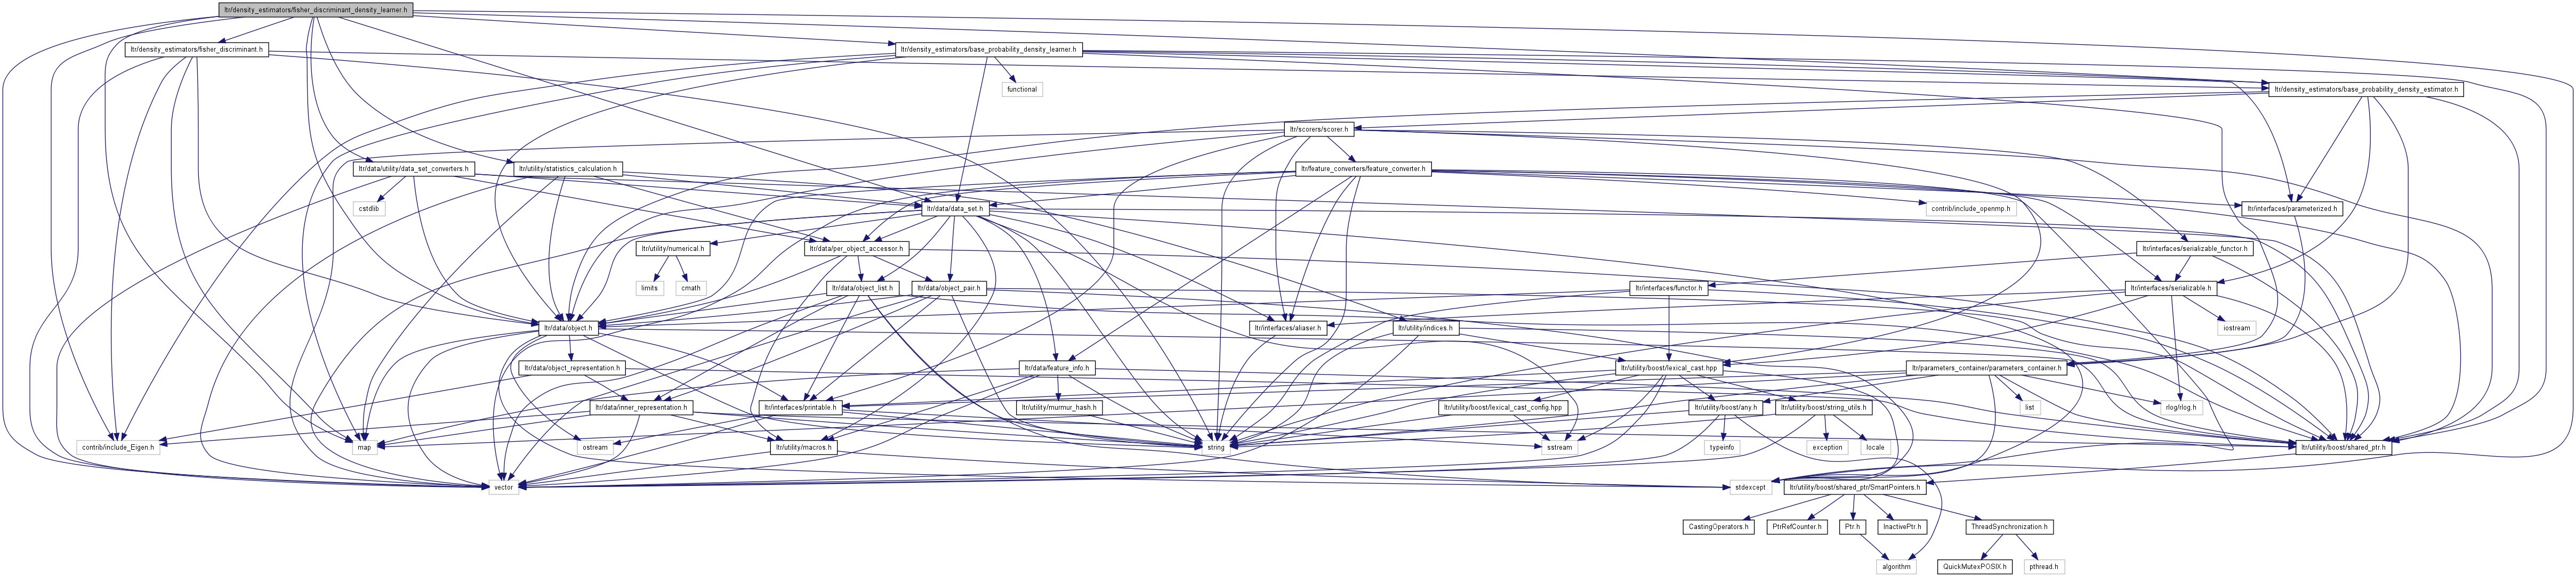 ltr/density_estimators/fisher_discriminant_density_learner.h
ltr/density_estimators/fisher_discriminant.h
ltr/density_estimators/base_probability_density_learner.h
functional
ltr/density_estimators/base_probability_density_estimator.h
ltr/scorers/scorer.h
ltr/data/utility/data_set_converters.h
ltr/utility/statistics_calculation.h
ltr/feature_converters/feature_converter.h
cstdlib
ltr/data/data_set.h
contrib/include_openmp.h
ltr/interfaces/parameterized.h
ltr/utility/numerical.h
ltr/data/per_object_accessor.h
ltr/interfaces/serializable_functor.h
limits
cmath
ltr/data/object_list.h
ltr/data/object_pair.h
ltr/interfaces/functor.h
ltr/interfaces/serializable.h
ltr/data/object.h
ltr/interfaces/aliaser.h
ltr/utility/indices.h
iostream
ltr/data/object_representation.h
ltr/data/feature_info.h
ltr/utility/boost/lexical_cast.hpp
ltr/parameters_container/parameters_container.h
ltr/data/inner_representation.h
ltr/interfaces/printable.h
ltr/utility/murmur_hash.h
ltr/utility/boost/lexical_cast_config.hpp
ltr/utility/boost/any.h
ltr/utility/boost/string_utils.h
list
rlog/rlog.h
contrib/include_Eigen.h
map
ostream
ltr/utility/macros.h
string
sstream
typeinfo
exception
locale
ltr/utility/boost/shared_ptr.h
vector
stdexcept
ltr/utility/boost/shared_ptr/SmartPointers.h
CastingOperators.h
PtrRefCounter.h
Ptr.h
InactivePtr.h
ThreadSynchronization.h
algorithm
QuickMutexPOSIX.h
pthread.h